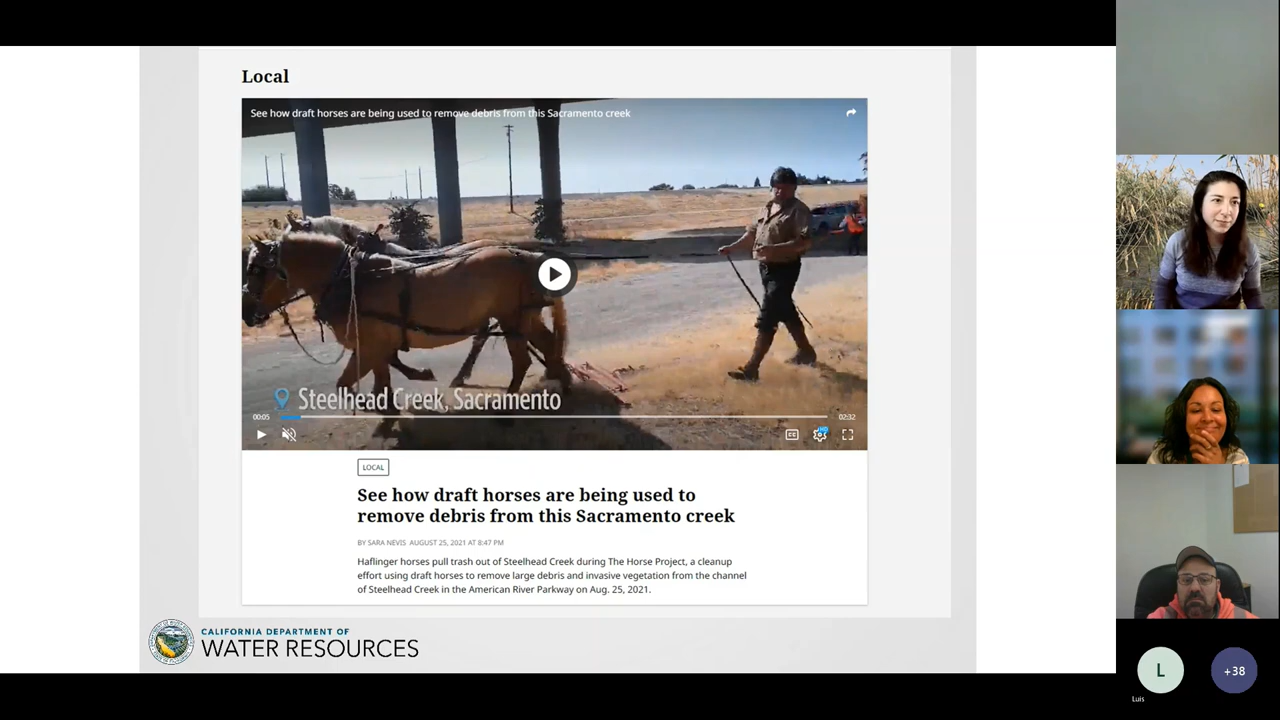 Local
See how draft horses are being used to remove debris from this Sacramento creek
Steelhead Creek, Sacramento
00:05
02:32
CC
HD
LOCAL
See how draft horses are being used to
remove debris from this Sacramento creek
BY SARA NEVIS AUGUST 25, 2021 AT 8:47 PM
Haflinger horses pull trash out of Steelhead Creek during The Horse Project, a cleanup
effort using draft horses to remove large debris and invasive vegetation from the channel
of Steelhead Creek in the American River Parkway on Aug. 25, 2021.
CALIFORNIA DEPARTMENT OF
WATER RESOURCES
L
+38
Luis